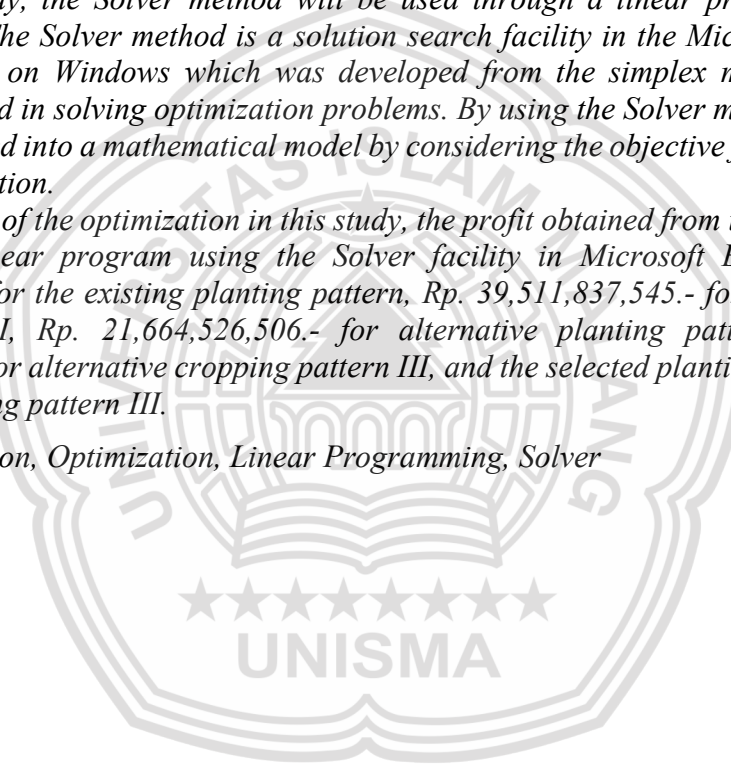 ly, the Solver method will be used through a linear pr
The Solver method is a solution search facility in the Mic
on Windows which was developed from the simplex m
d in solving optimization problems. By using the Solver m
d into a mathematical model by considering the objective f
tion.
of the optimization in this study, the profit obtained from t
ear program using the Solver facility in Microsoft E
for the existing planting pattern, Rp. 39,511,837,545.- fo
I, Rp. 21,664,526,506.- for alternative planting patt
or alternative cropping pattern III, and the selected planti
ng pattern III.
on, Optimization, Linear Programming, Solver
UNIVERSITAS ISLAM MALANG
UNISMA